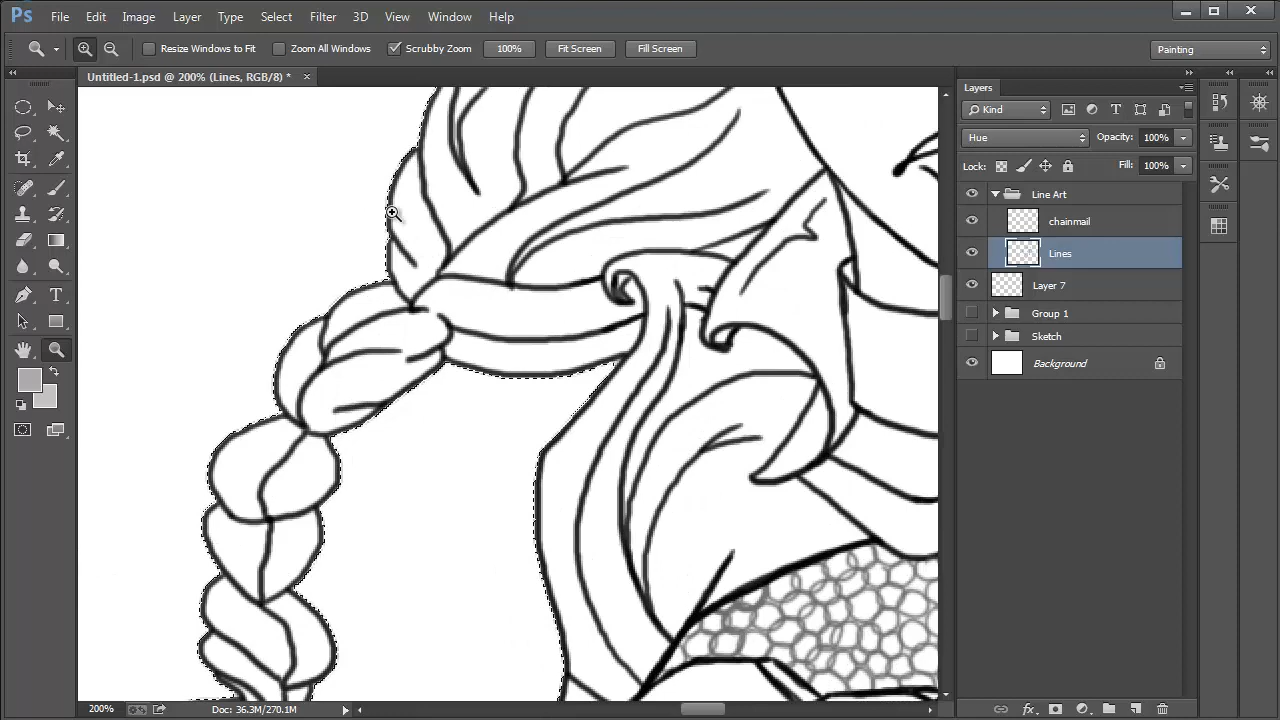 Ps File Edit Image Layer Type Select Filter 3D View Window Help
Resize Windows to Fit Zoom All Windows Scrubby Zoom 100% Fit Screen Fill Screen Painting
Untitled-1.psd @ 200% (Lines, RGB/8) * ×
Layers
Kind
Hue Opacity: 100%
Lock: Fill: 100%
Line Art
chainmail
Lines
Layer 7
Group 1
Sketch
Background
200% Doc: 36.3M/270.1M